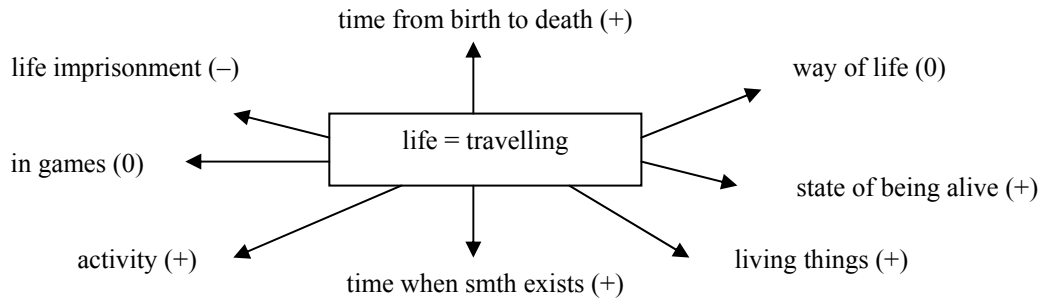 time from birth to death (+)
life imprisonment (–)
way of life (0)
life = travelling
in games (0)
state of being alive (+)
activity (+)
living things (+)
time when smth exists (+)